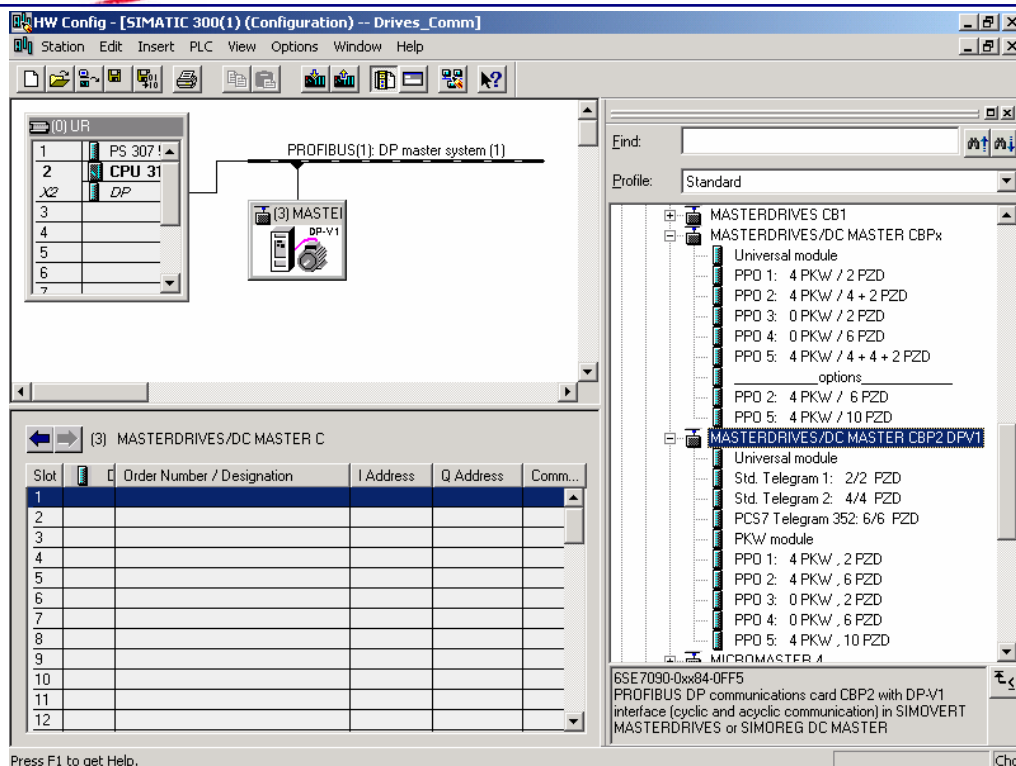 HW Config - [SIMATIC 300(1) (Configuration) -- Drives_Comm]
Station Edit Insert PLC View Options Window Help
(0) UR
1 PS 307 5
2 CPU 31
X2 DP
3
4
5
6
7
PROFIBUS(1): DP master system (1)
(3) MASTE
DP-V1
(3) MASTERDRIVES/DC MASTER C
Slot D Order Number / Designation I Address Q Address Comm...
1
2
3
4
5
6
7
8
9
10
11
12
Find:
Profile: Standard
MASTERDRIVES CB1
MASTERDRIVES/DC MASTER CBPx
Universal module
PPO 1: 4 PKW / 2 PZD
PPO 2: 4 PKW / 4 + 2 PZD
PPO 3: 0 PKW / 2 PZD
PPO 4: 0 PKW / 6 PZD
PPO 5: 4 PKW / 4 + 4 + 2 PZD
__________options__________
PPO 2: 4 PKW / 6 PZD
PPO 5: 4 PKW / 10 PZD
MASTERDRIVES/DC MASTER CBP2 DPV1
Universal module
Std. Telegram 1: 2/2 PZD
Std. Telegram 2: 4/4 PZD
PCS7 Telegram 352: 6/6 PZD
PKW module
PPO 1: 4 PKW , 2 PZD
PPO 2: 4 PKW , 6 PZD
PPO 3: 0 PKW , 2 PZD
PPO 4: 0 PKW , 6 PZD
PPO 5: 4 PKW , 10 PZD
MICROMASTER 4
6SE7090-0xx84-0FF5
PROFIBUS DP communications card CBP2 with DP-V1
interface (cyclic and acyclic communication) in SIMOVERT
MASTERDRIVES or SIMOREG DC MASTER
Press F1 to get Help.
Chg